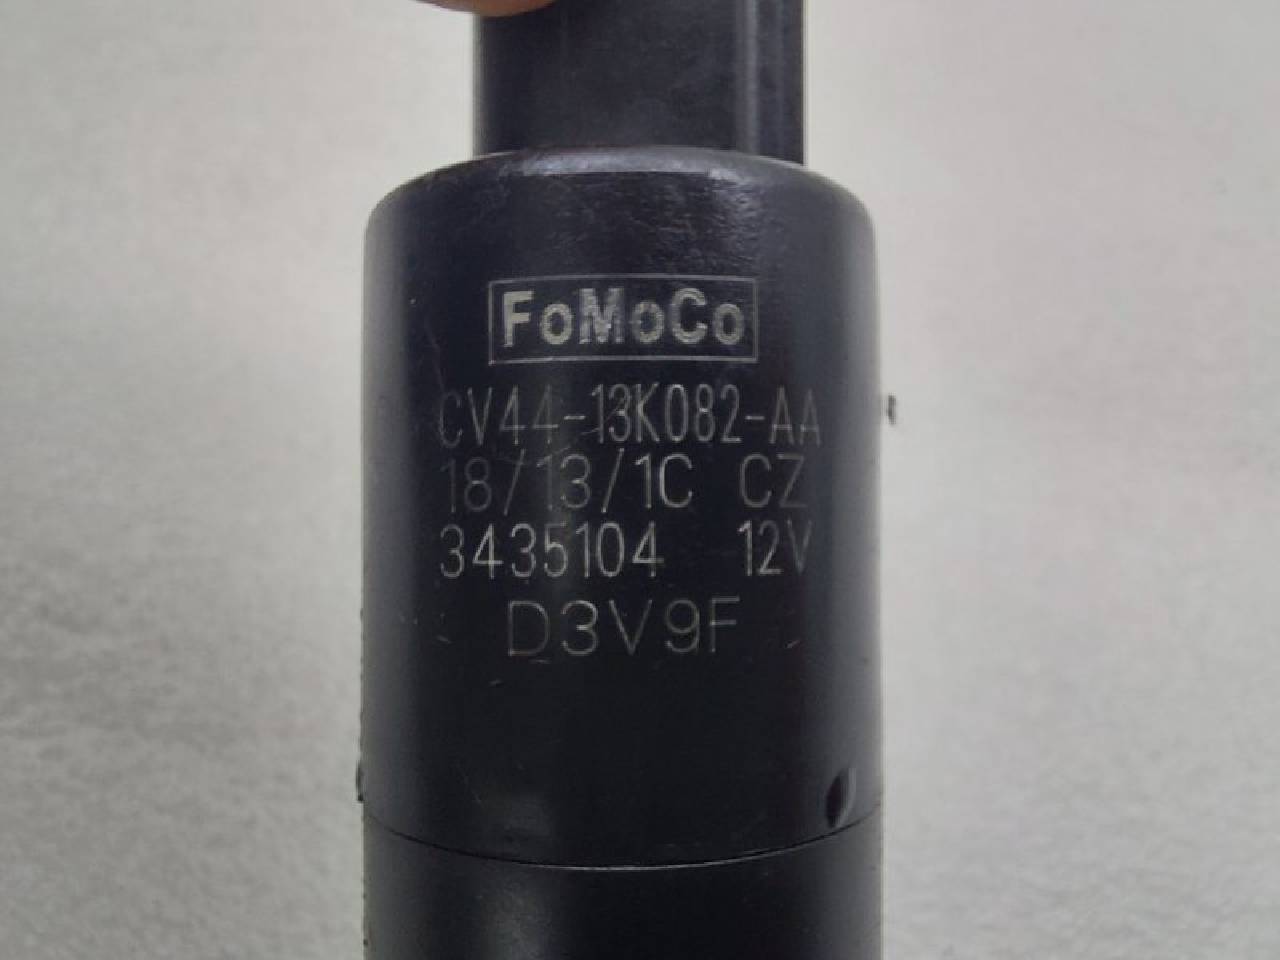 FoMoCo
CV44-13K082-AA
18/13/1C CZ
3435104 12V
D3V9F